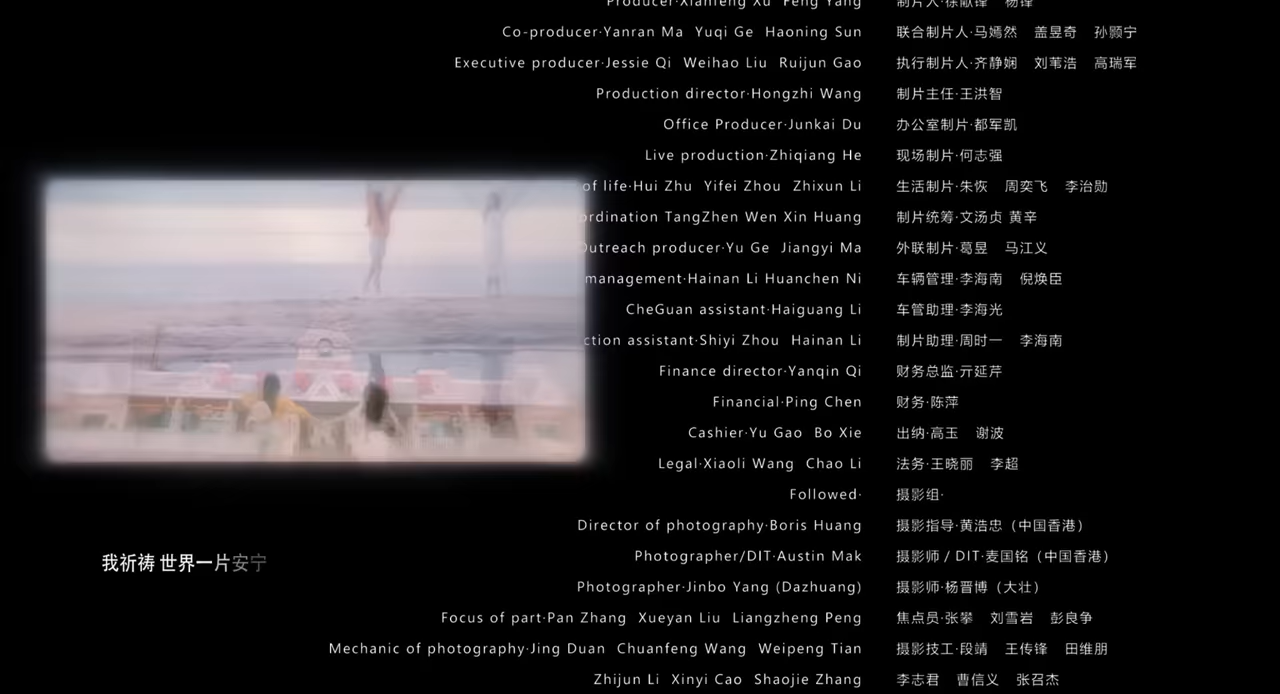 Producer·Xianfeng Xu Feng Yang 制片人·徐献锋 杨锋
Co-producer·Yanran Ma Yuqi Ge Haoning Sun 联合制片人·马嫣然 盖昱奇 孙颢宁
Executive producer·Jessie Qi Weihao Liu Ruijun Gao 执行制片人·齐静娴 刘苇浩 高瑞军
Production director·Hongzhi Wang 制片主任·王洪智
Office Producer·Junkai Du 办公室制片·都军凯
Live production·Zhiqiang He 现场制片·何志强
of life·Hui Zhu Yifei Zhou Zhixun Li 生活制片·朱恢 周奕飞 李治勋
ordination TangZhen Wen Xin Huang 制片统筹·文汤贞 黄辛
Outreach producer·Yu Ge Jiangyi Ma 外联制片·葛昱 马江义
management·Hainan Li Huanchen Ni 车辆管理·李海南 倪焕臣
CheGuan assistant·Haiguang Li 车管助理·李海光
ction assistant·Shiyi Zhou Hainan Li 制片助理·周时一 李海南
Finance director·Yanqin Qi 财务总监·亓延芹
Financial·Ping Chen 财务·陈萍
Cashier·Yu Gao Bo Xie 出纳·高玉 谢波
Legal·Xiaoli Wang Chao Li 法务·王晓丽 李超
Followed· 摄影组·
Director of photography·Boris Huang 摄影指导·黄浩忠（中国香港）
我祈祷 世界一片安宁
Photographer/DIT·Austin Mak 摄影师 / DIT·麦国铭（中国香港）
Photographer·Jinbo Yang (Dazhuang) 摄影师·杨晋博（大壮）
Focus of part·Pan Zhang Xueyan Liu Liangzheng Peng 焦点员·张攀 刘雪岩 彭良争
Mechanic of photography·Jing Duan Chuanfeng Wang Weipeng Tian 摄影技工·段靖 王传锋 田维朋
Zhijun Li Xinyi Cao Shaojie Zhang 李志君 曹信义 张召杰